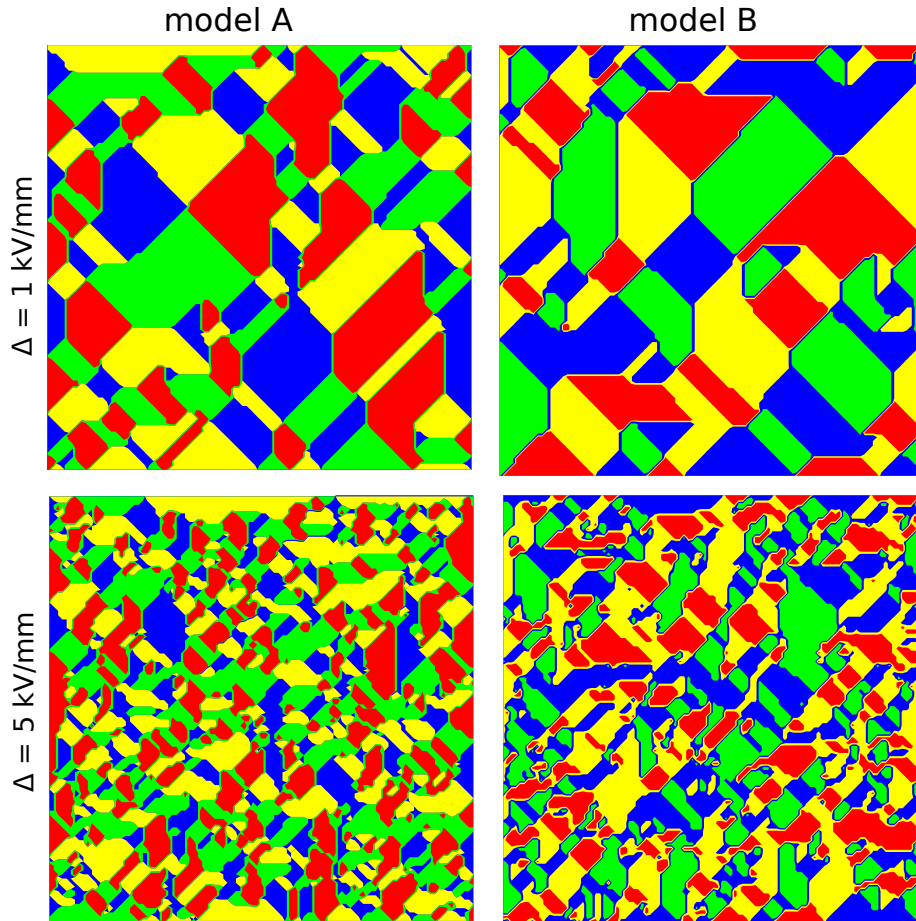 model A
model B
Δ = 1 kV/mm
Δ = 5 kV/mm